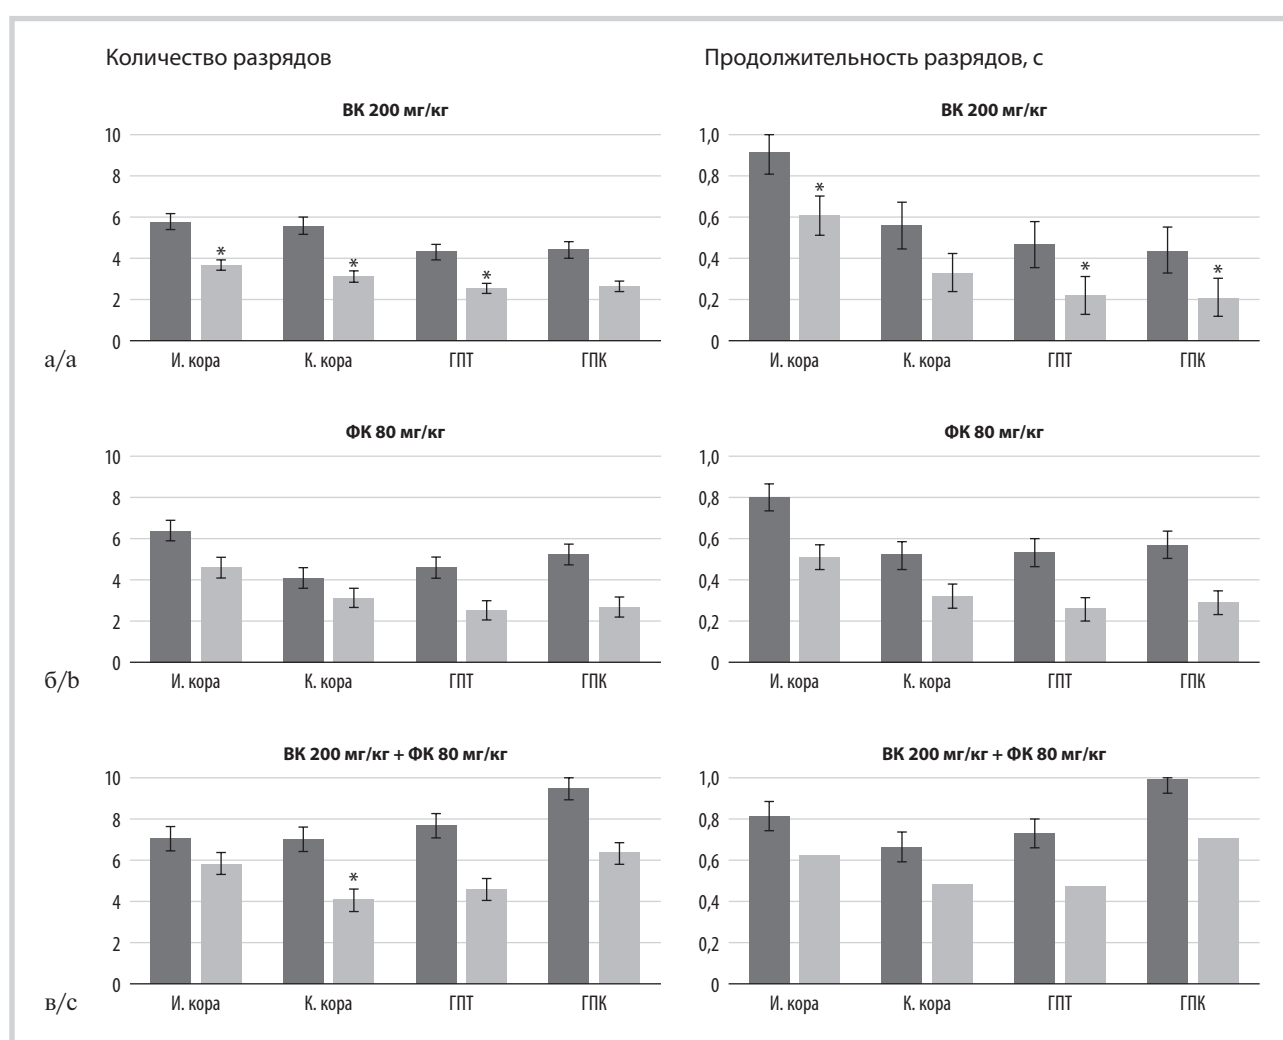 Количество разрядов
Продолжительность разрядов, с
ВК 200 мг/кг
10
8
6
4
2
0
* * *
И. кора К. кора ГПТ ГПК
ВК 200 мг/кг
1,0
0,8
0,6
0,4
0,2
0
* * *
И. кора К. кора ГПТ ГПК
а/a
ФК 80 мг/кг
10
8
6
4
2
0
И. кора К. кора ГПТ ГПК
ФК 80 мг/кг
1,0
0,8
0,6
0,4
0,2
0
И. кора К. кора ГПТ ГПК
б/b
ВК 200 мг/кг + ФК 80 мг/кг
10
8
6
4
2
0
*
И. кора К. кора ГПТ ГПК
ВК 200 мг/кг + ФК 80 мг/кг
1,0
0,8
0,6
0,4
0,2
0
И. кора К. кора ГПТ ГПК
в/c